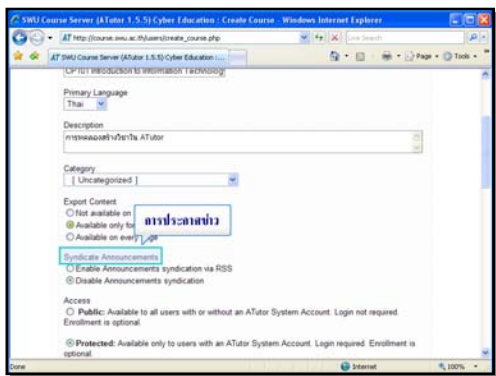 SWU Course Server (ATutor 1.5.5) Cyber Education : Create Course - Windows Internet Explorer
http://course.swu.ac.th/users/create_course.php
Live Search
SWU Course Server (ATutor 1.5.5) Cyber Education : ...
Page
Tools
CP101 Introduction to Information Technolog
Primary Language
Thai
Description
การทดลองสร้างวิชาใน ATutor
Category
[ Uncategorized ]
Export Content
Not available on
Available only for
Available on every page
การประกาศข่าว
Syndicate Announcements
Enable Announcements syndication via RSS
Disable Announcements syndication
Access
Public: Available to all users with or without an ATutor System Account. Login not required.
Enrollment is optional.
Protected: Available only to users with an ATutor System Account. Login required. Enrollment is
optional.
Done
Internet
100%